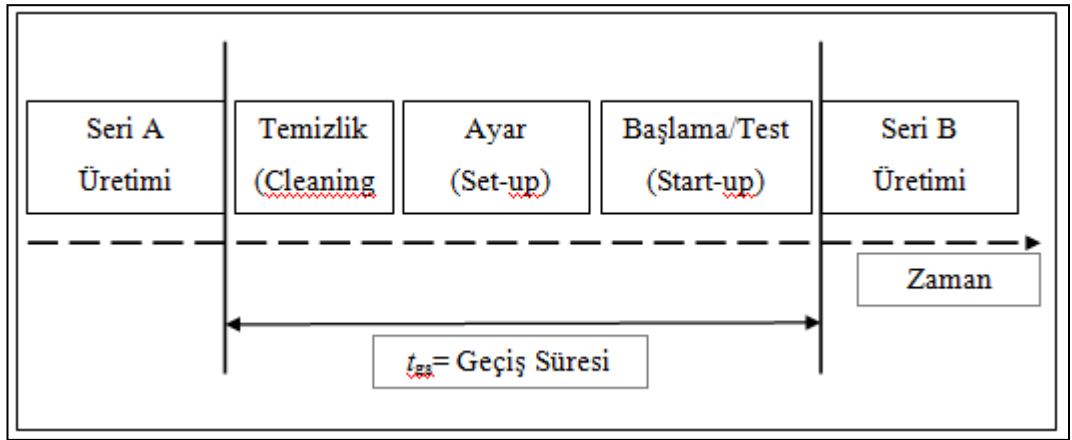 Seri A
Üretimi
Temizlik
(Cleaning
Ayar
(Set-up)
Başlama/Test
(Start-up)
Seri B
Üretimi
Zaman
tgs= Geçiş Süresi